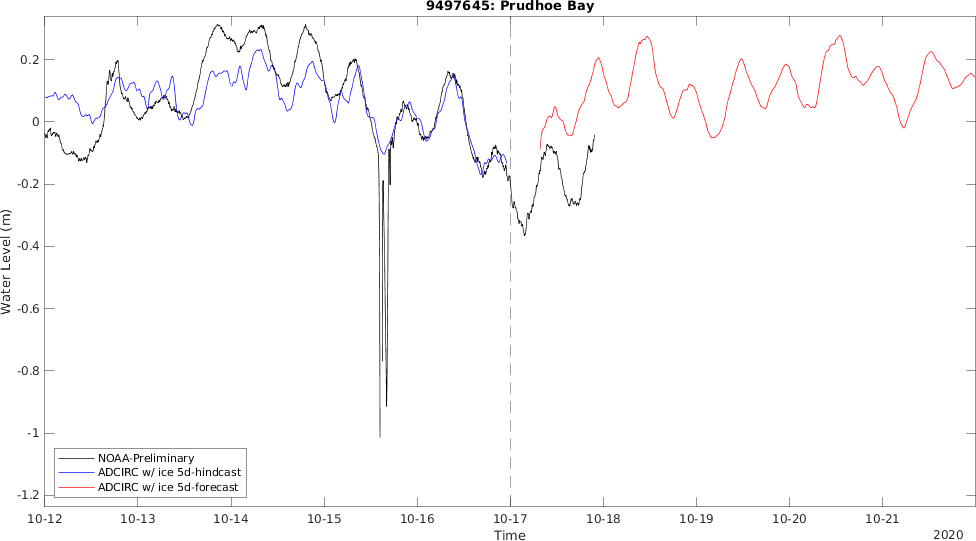 9497645: Prudhoe Bay
0.2
0
-0.2
-0.4
-0.6
-0.8
-1
-1.2
Water Level (m)
NOAA-Preliminary
ADCIRC w/ ice 5d-hindcast
ADCIRC w/ ice 5d-forecast
10-12 10-13 10-14 10-15 10-16 10-17 10-18 10-19 10-20 10-21
Time
2020